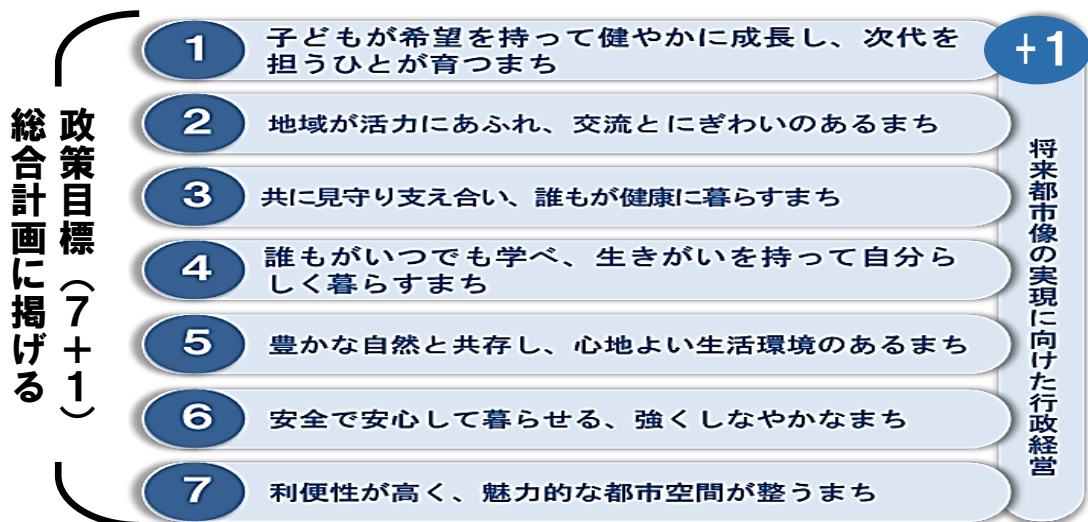 総合計画に掲げる
政策目標（7＋1）
1
子どもが希望を持って健やかに成長し、次代を
担うひとが育つまち
2
地域が活力にあふれ、交流とにぎわいのあるまち
3
共に見守り支え合い、誰もが健康に暮らすまち
4
誰もがいつでも学べ、生きがいを持って自分ら
しく暮らすまち
5
豊かな自然と共存し、心地よい生活環境のあるまち
6
安全で安心して暮らせる、強くしなやかなまち
7
利便性が高く、魅力的な都市空間が整うまち
+1
将来都市像の実現に向けた行政経営